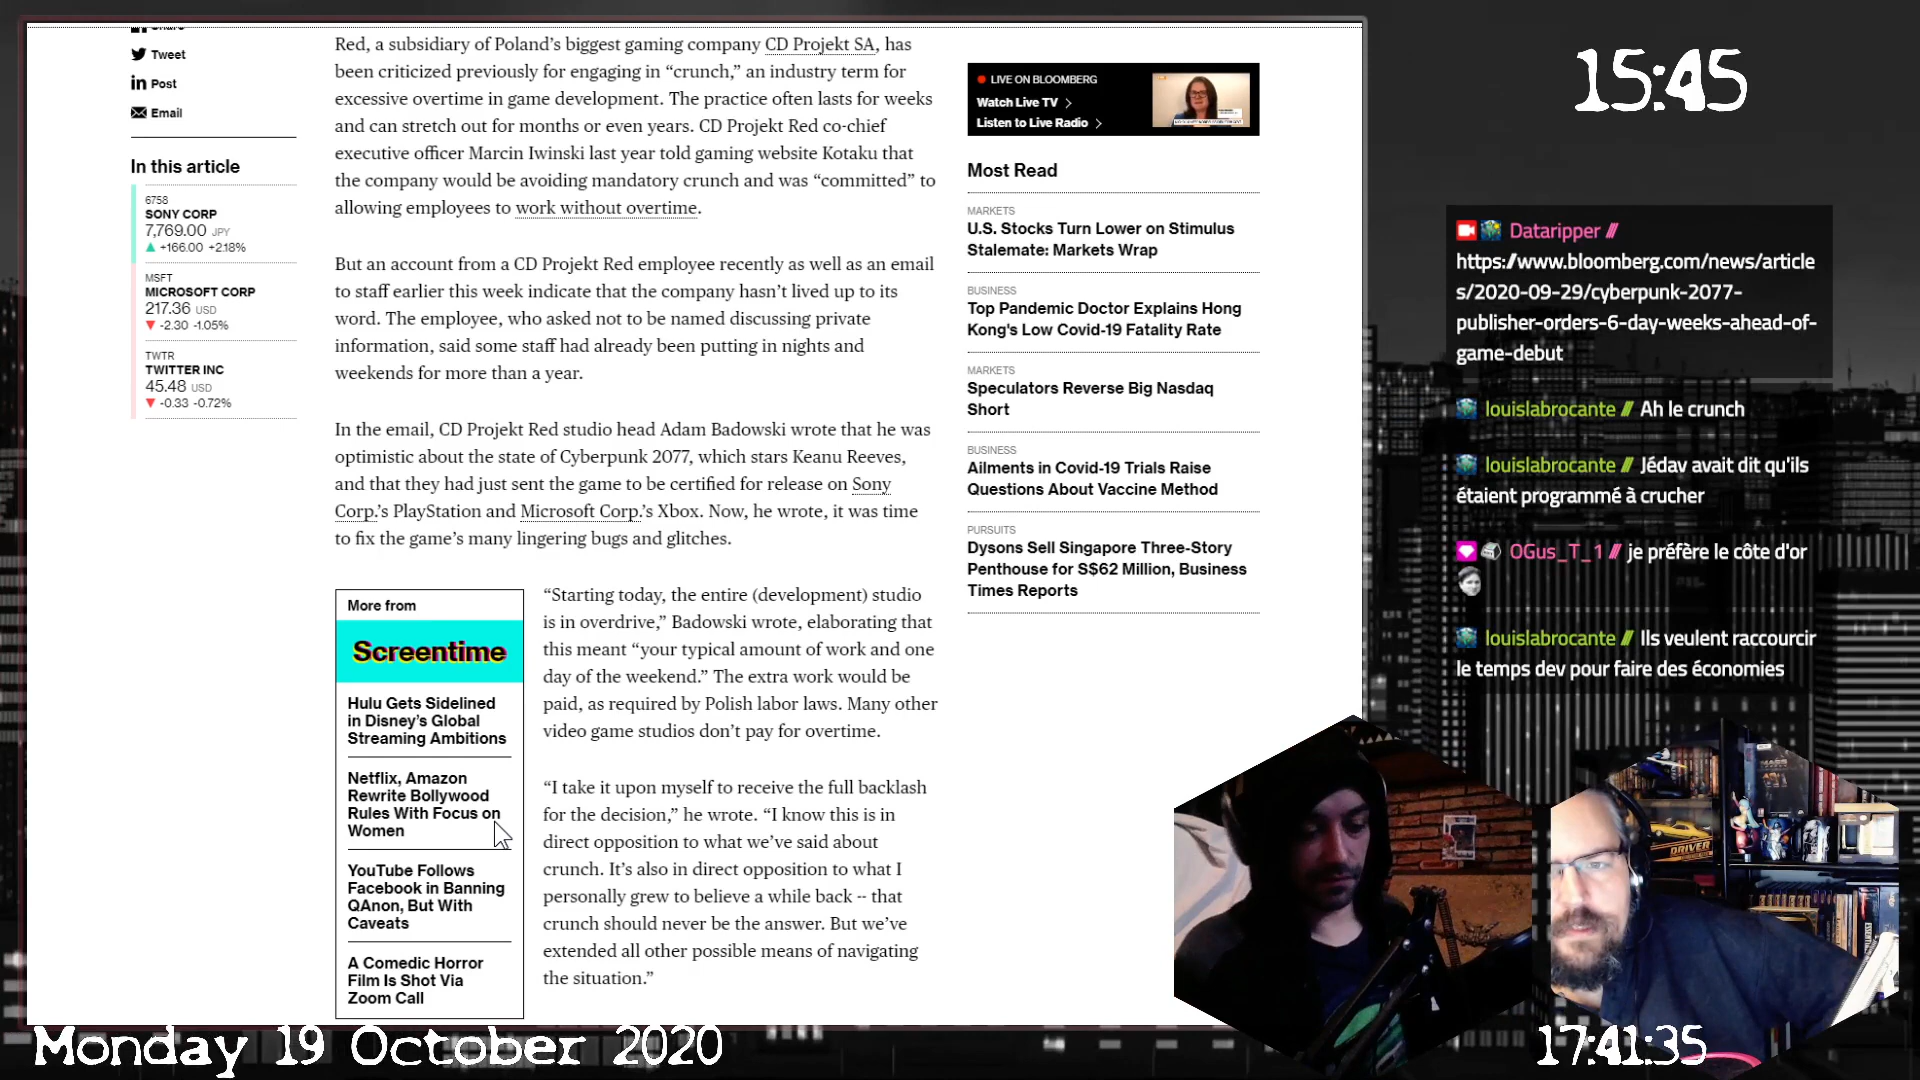 Share
Tweet
Post
Email
In this article
6758
SONY CORP
7,769.00 JPY
+166.00 +2.18%
MSFT
MICROSOFT CORP
217.36 USD
-2.30 -1.05%
TWTR
TWITTER INC
45.48 USD
-0.33 -0.72%
Red, a subsidiary of Poland’s biggest gaming company CD Projekt SA, has
been criticized previously for engaging in “crunch,” an industry term for
excessive overtime in game development. The practice often lasts for weeks
and can stretch out for months or even years. CD Projekt Red co-chief
executive officer Marcin Iwinski last year told gaming website Kotaku that
the company would be avoiding mandatory crunch and was “committed” to
allowing employees to work without overtime.
But an account from a CD Projekt Red employee recently as well as an email
to staff earlier this week indicate that the company hasn’t lived up to its
word. The employee, who asked not to be named discussing private
information, said some staff had already been putting in nights and
weekends for more than a year.
In the email, CD Projekt Red studio head Adam Badowski wrote that he was
optimistic about the state of Cyberpunk 2077, which stars Keanu Reeves,
and that they had just sent the game to be certified for release on Sony
Corp.’s PlayStation and Microsoft Corp.’s Xbox. Now, he wrote, it was time
to fix the game’s many lingering bugs and glitches.
More from
Screentime
Hulu Gets Sidelined
in Disney’s Global
Streaming Ambitions
Netflix, Amazon
Rewrite Bollywood
Rules With Focus on
Women
YouTube Follows
Facebook in Banning
QAnon, But With
Caveats
A Comedic Horror
Film Is Shot Via
Zoom Call
“Starting today, the entire (development) studio
is in overdrive,” Badowski wrote, elaborating that
this meant “your typical amount of work and one
day of the weekend.” The extra work would be
paid, as required by Polish labor laws. Many other
video game studios don’t pay for overtime.
“I take it upon myself to receive the full backlash
for the decision,” he wrote. “I know this is in
direct opposition to what we’ve said about
crunch. It’s also in direct opposition to what I
personally grew to believe a while back -- that
crunch should never be the answer. But we’ve
extended all other possible means of navigating
the situation.”
LIVE ON BLOOMBERG
Watch Live TV
Listen to Live Radio
Most Read
MARKETS
U.S. Stocks Turn Lower on Stimulus
Stalemate: Markets Wrap
BUSINESS
Top Pandemic Doctor Explains Hong
Kong's Low Covid-19 Fatality Rate
MARKETS
Speculators Reverse Big Nasdaq
Short
BUSINESS
Ailments in Covid-19 Trials Raise
Questions About Vaccine Method
PURSUITS
Dysons Sell Singapore Three-Story
Penthouse for S$62 Million, Business
Times Reports
15:45
Dataripper //
https://www.bloomberg.com/news/article
s/2020-09-29/cyberpunk-2077-
publisher-orders-6-day-weeks-ahead-of-
game-debut
louislabrocante // Ah le crunch
louislabrocante // Jédav avait dit qu'ils
étaient programmé à crucher
OGus_T_1 // je préfère le côte d'or
louislabrocante // Ils veulent raccourcir
le temps dev pour faire des économies
DRIVER
Monday 19 October 2020
17:41:35